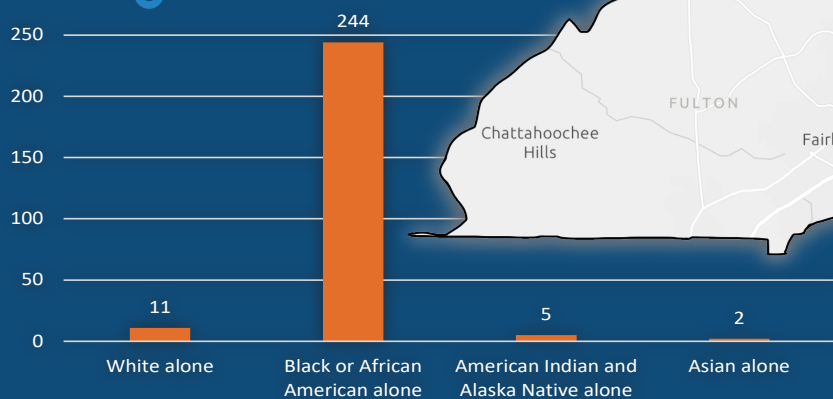 250
244
200
150
100
50
0
11
5
2
White alone
Black or African
American alone
American Indian and
Alaska Native alone
Asian alone
FULTON
Chattahoochee
Hills